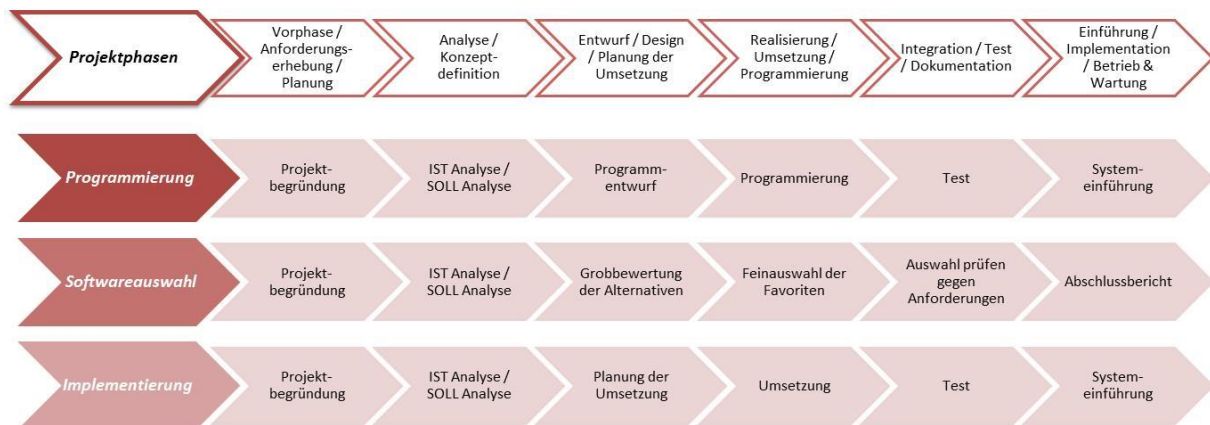 Projektphasen
Vorphase /
Anforderungs-
erhebung /
Planung
Analyse /
Konzept-
definition
Entwurf / Design
/ Planung der
Umsetzung
Realisierung /
Umsetzung
/ Programmierung
Integration / Test
/ Dokumentation
Einführung /
Implementation
/ Betrieb &
Wartung
Programmierung
Projekt-
begründung
IST Analyse /
SOLL Analyse
Programm-
entwurf
Programmierung
Test
System-
einführung
Softwareauswahl
Projekt-
begründung
IST Analyse /
SOLL Analyse
Grobbewertung
der Alternativen
Feinauswahl der
Favoriten
Auswahl prüfen
gegen
Anforderungen
Abschlussbericht
Implementierung
Projekt-
begründung
IST Analyse /
SOLL Analyse
Planung der
Umsetzung
Umsetzung
Test
System-
einführung